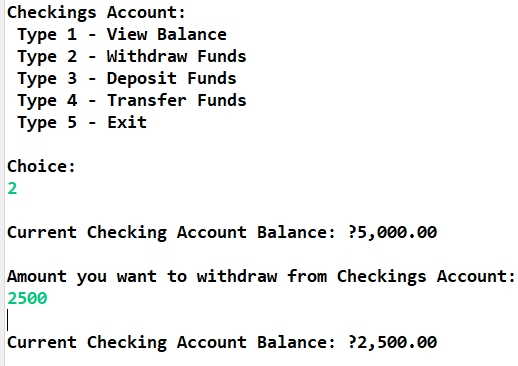 Checkings Account:
Type 1 - View Balance
Type 2 - Withdraw Funds
Type 3 - Deposit Funds
Type 4 - Transfer Funds
Type 5 - Exit
Choice:
2
Current Checking Account Balance: ?5,000.00
Amount you want to withdraw from Checkings Account:
2500
Current Checking Account Balance: ?2,500.00